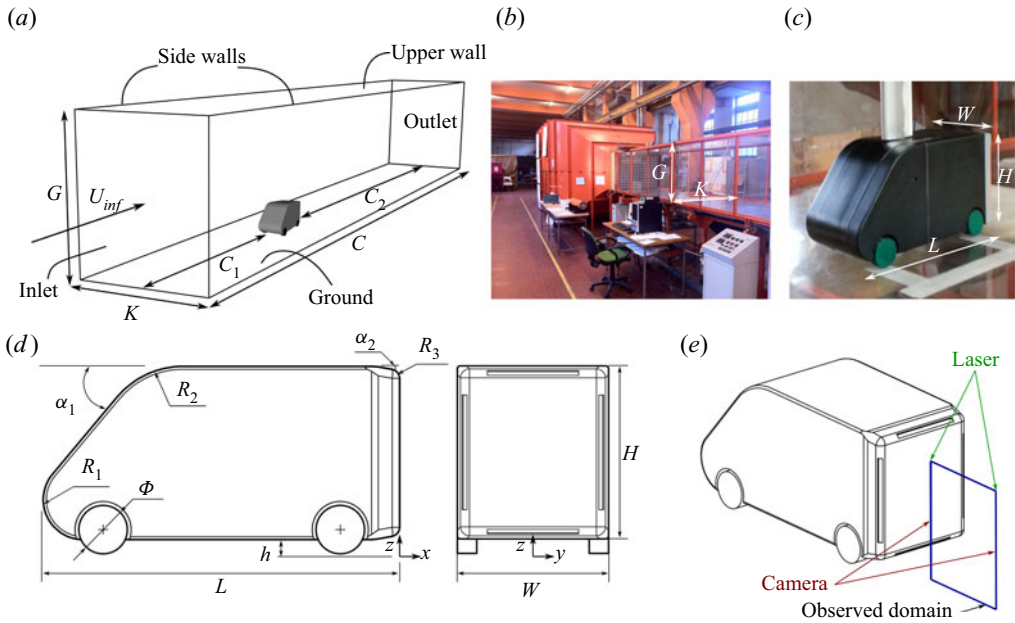 (a)
Side walls
Upper wall
Outlet
G
U_inf
C_2
C
C_1
Inlet
Ground
K
(b)
G
K
(c)
W
H
L
(d)
α_2
R_3
α_1
R_2
R_1
Φ
h
z
x
L
H
z
y
W
(e)
Laser
Camera
Observed domain